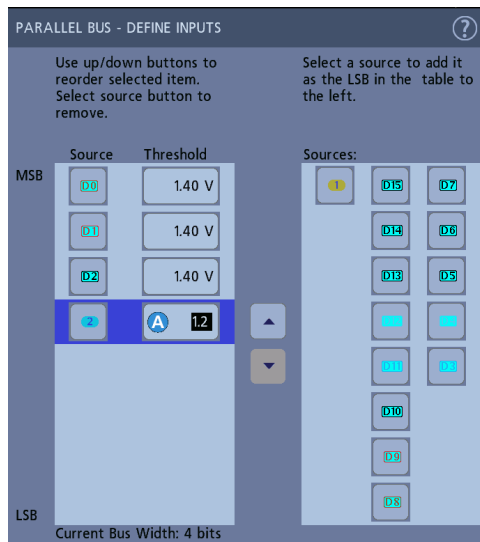 PARALLEL BUS - DEFINE INPUTS ?
Use up/down buttons to
reorder selected item.
Select source button to
remove.
Select a source to add it
as the LSB in the table to
the left.
Source Threshold
Sources:
MSB
D0 1.40 V
D1 1.40 V
D2 1.40 V
2 A 1.2
1 D15 D7
D14 D6
D13 D5
D11 D3
D10
D9
D8
LSB
Current Bus Width: 4 bits